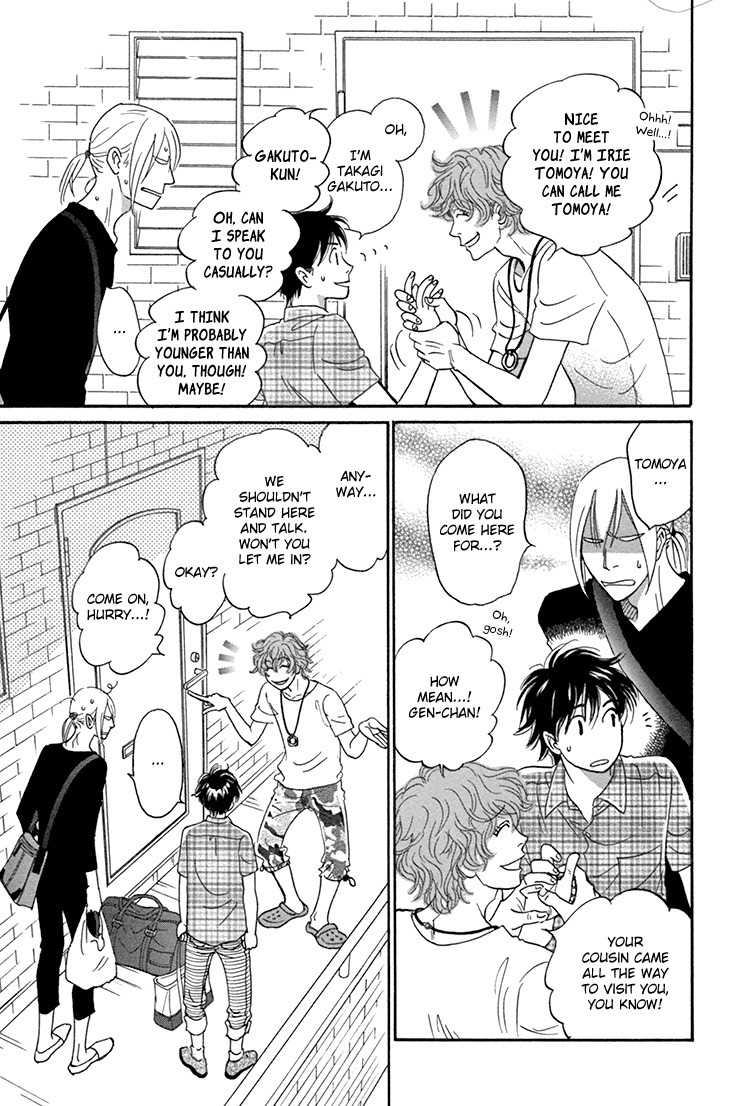 Ohhh!
Well...!
NICE
TO MEET
YOU! I'M IRIE
TOMOYA! YOU
CAN CALL ME
TOMOYA!
OH,
I'M
TAKAGI
GAKUTO...
GAKUTO-
KUN!
OH, CAN
I SPEAK
TO YOU
CASUALLY?
I THINK
I'M PROBABLY
YOUNGER THAN
YOU, THOUGH!
MAYBE!
...
TOMOYA
...
WHAT
DID YOU
COME HERE
FOR...?
Oh,
gosh!
HOW
MEAN...!
GEN-CHAN!
YOUR
COUSIN CAME
ALL THE WAY
TO VISIT YOU,
YOU KNOW!
ANY-
WAY...
WE
SHOULDN'T
STAND HERE
AND TALK.
WON'T YOU
LET ME IN?
OKAY?
COME ON,
HURRY...!
...